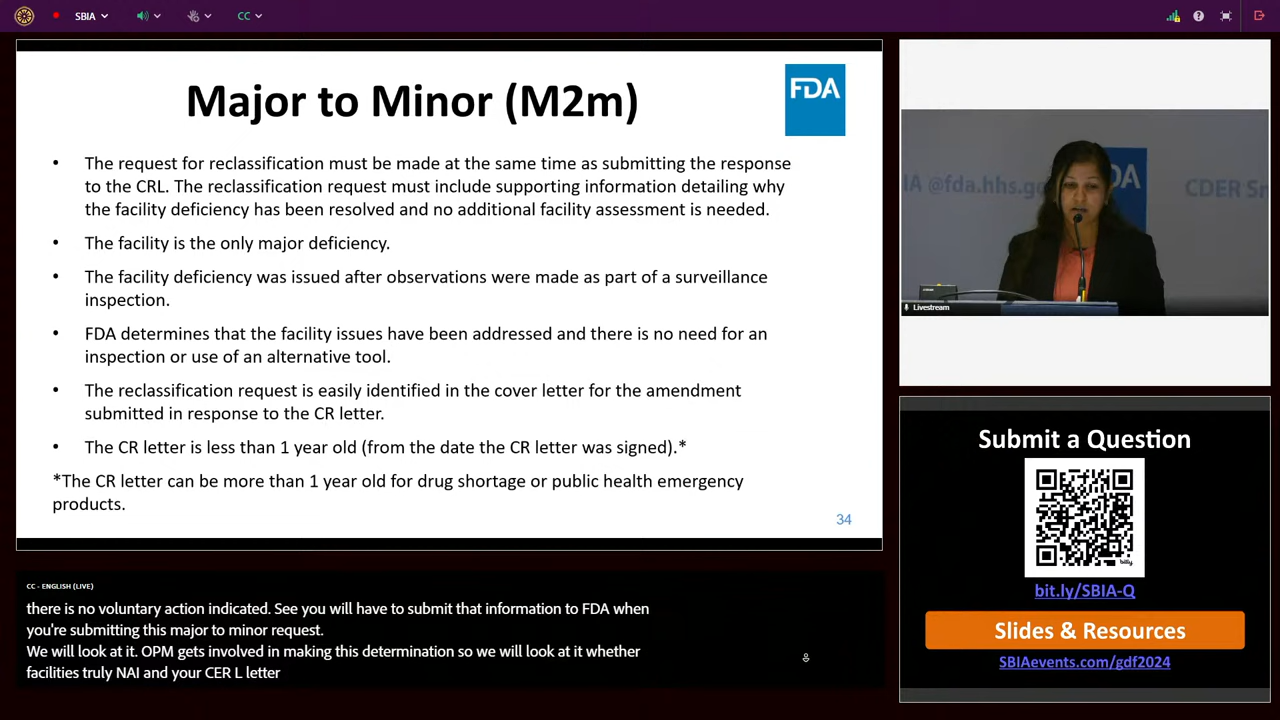 SBIA
CC
Major to Minor (M2m)
FDA
• The request for reclassification must be made at the same time as submitting the response
to the CRL. The reclassification request must include supporting information detailing why
the facility deficiency has been resolved and no additional facility assessment is needed.
• The facility is the only major deficiency.
• The facility deficiency was issued after observations were made as part of a surveillance
inspection.
• FDA determines that the facility issues have been addressed and there is no need for an
inspection or use of an alternative tool.
• The reclassification request is easily identified in the cover letter for the amendment
submitted in response to the CR letter.
• The CR letter is less than 1 year old (from the date the CR letter was signed).*
*The CR letter can be more than 1 year old for drug shortage or public health emergency
products.
34
IA @fda.hhs.go
DA
CDER Sm
Livestream
Submit a Question
bitly
bit.ly/SBIA-Q
Slides & Resources
SBIAevents.com/gdf2024
CC - ENGLISH (LIVE)
there is no voluntary action indicated. See you will have to submit that information to FDA when
you're submitting this major to minor request.
We will look at it. OPM gets involved in making this determination so we will look at it whether
facilities truly NAI and your CER L letter